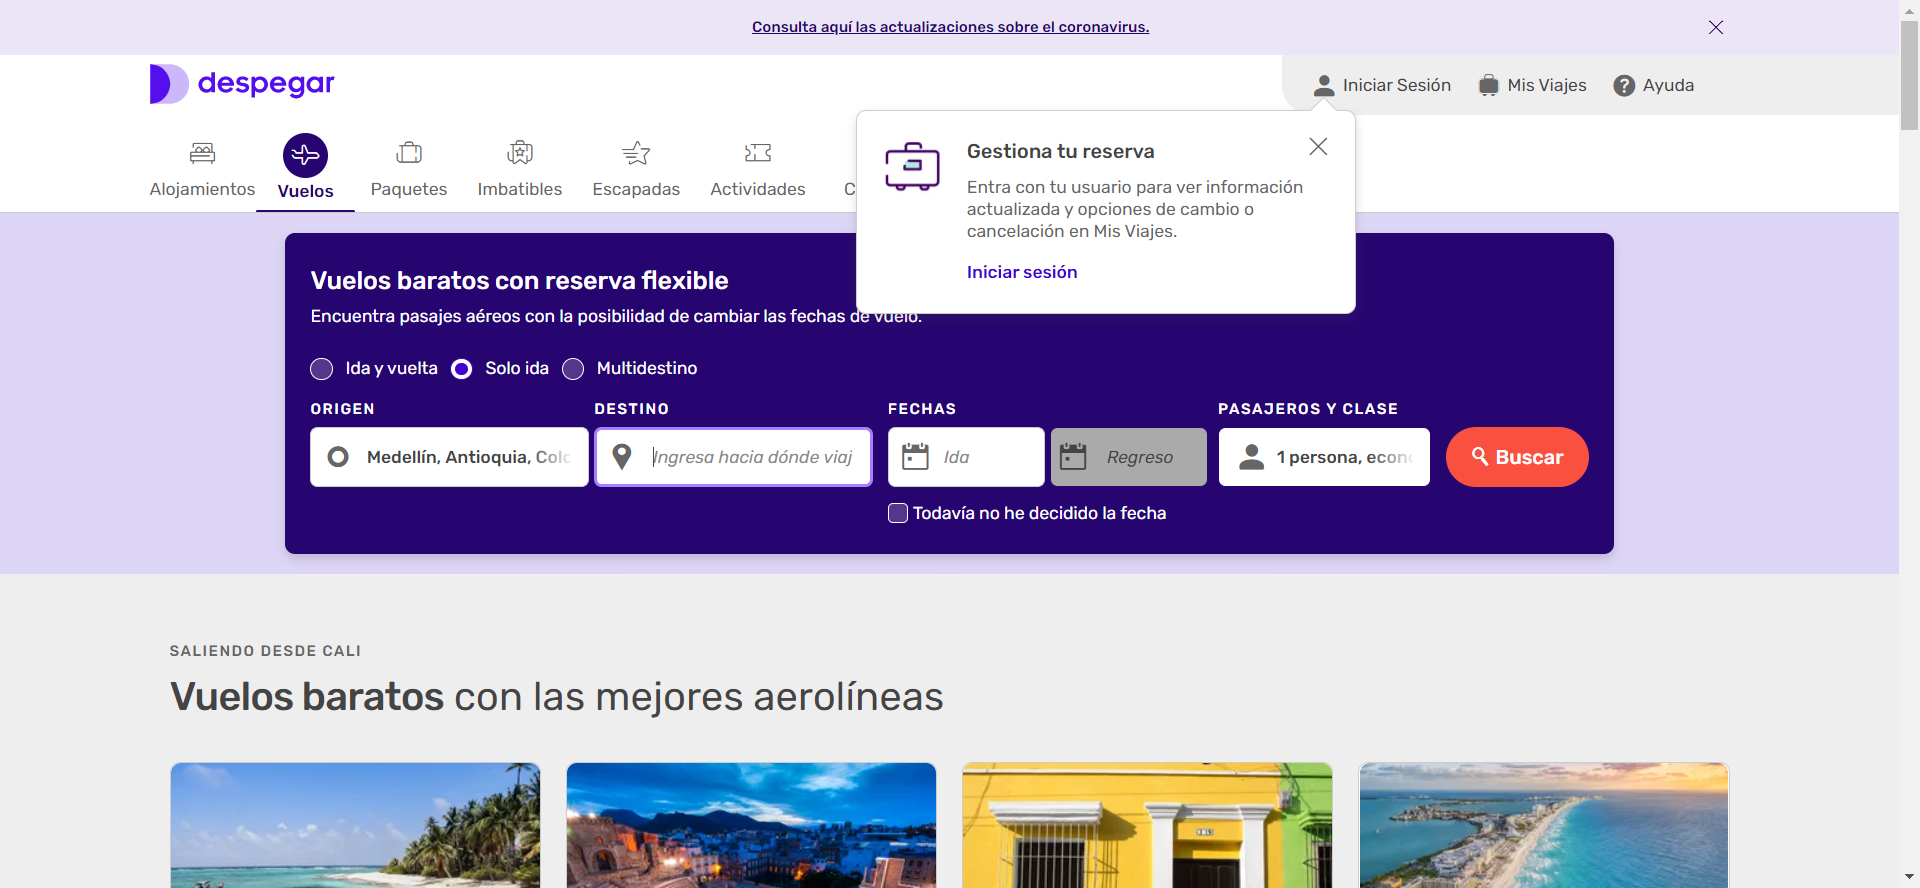 Consulta aquí las actualizaciones sobre el coronavirus.
despegar
Iniciar Sesión
Mis Viajes
Ayuda
Alojamientos
Vuelos
Paquetes
Imbatibles
Escapadas
Actividades
C
Gestiona tu reserva
Entra con tu usuario para ver información
actualizada y opciones de cambio o
cancelación en Mis Viajes.
Iniciar sesión
Vuelos baratos con reserva flexible
Encuentra pasajes aéreos con la posibilidad de cambiar las fechas de vuelo.
Ida y vuelta
Solo ida
Multidestino
ORIGEN
DESTINO
FECHAS
PASAJEROS Y CLASE
Medellín, Antioquia, Colo
Ingresa hacia dónde viaj
Ida
Regreso
1 persona, econ
Buscar
Todavía no he decidido la fecha
SALIENDO DESDE CALI
Vuelos baratos con las mejores aerolíneas